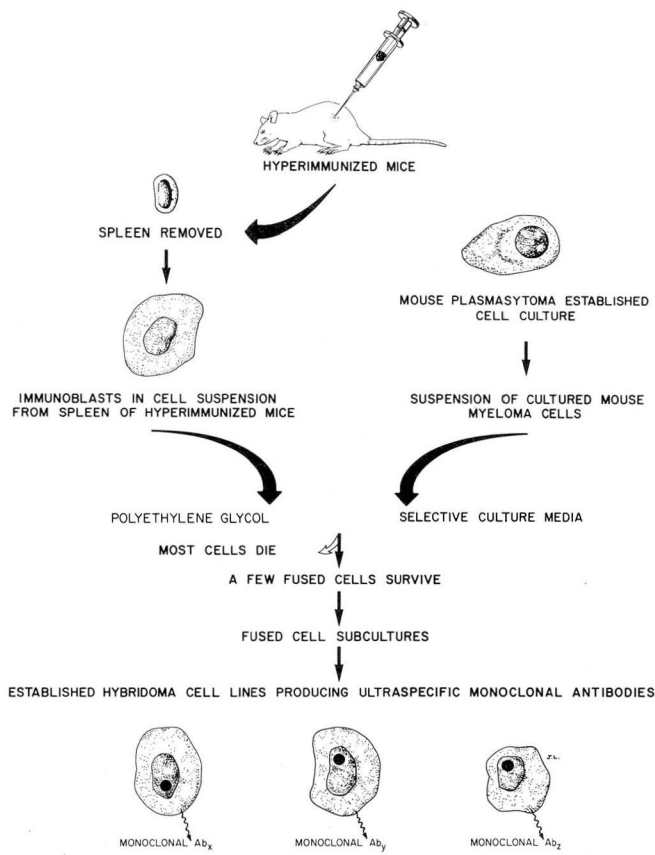 HYPERIMMUNIZED MICE
SPLEEN REMOVED
MOUSE PLASMASYTOMA ESTABLISHED
CELL CULTURE
IMMUNOBLASTS IN CELL SUSPENSION
FROM SPLEEN OF HYPERIMMUNIZED MICE
SUSPENSION OF CULTURED MOUSE
MYELOMA CELLS
POLYETHYLENE GLYCOL
SELECTIVE CULTURE MEDIA
MOST CELLS DIE
A FEW FUSED CELLS SURVIVE
FUSED CELL SUBCULTURES
ESTABLISHED HYBRIDOMA CELL LINES PRODUCING ULTRASPECIFIC MONOCLONAL ANTIBODIES
J.L.
MONOCLONAL Abx
MONOCLONAL Aby
MONOCLONAL Abz